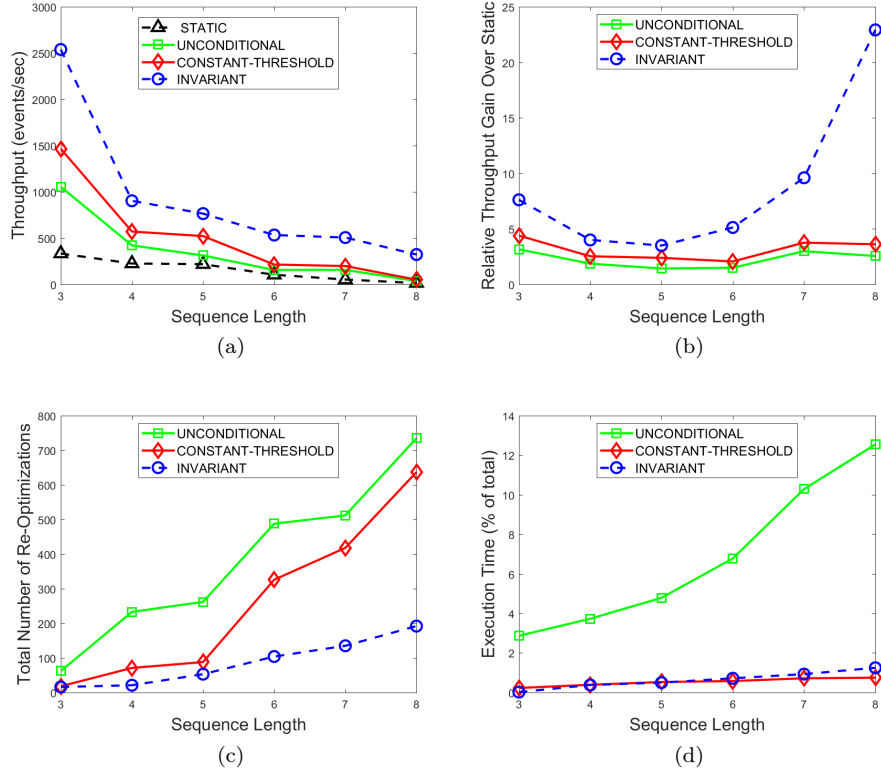 3000
2500
2000
1500
1000
500
0
3 4 5 6 7 8
Throughput (events/sec)
Sequence Length
STATIC
UNCONDITIONAL
CONSTANT-THRESHOLD
INVARIANT
(a)
25
20
15
10
5
0
3 4 5 6 7 8
Relative Throughput Gain Over Static
Sequence Length
UNCONDITIONAL
CONSTANT-THRESHOLD
INVARIANT
(b)
800
700
600
500
400
300
200
100
0
3 4 5 6 7 8
Total Number of Re-Optimizations
Sequence Length
UNCONDITIONAL
CONSTANT-THRESHOLD
INVARIANT
(c)
14
12
10
8
6
4
2
0
3 4 5 6 7 8
Execution Time (% of total)
Sequence Length
UNCONDITIONAL
CONSTANT-THRESHOLD
INVARIANT
(d)